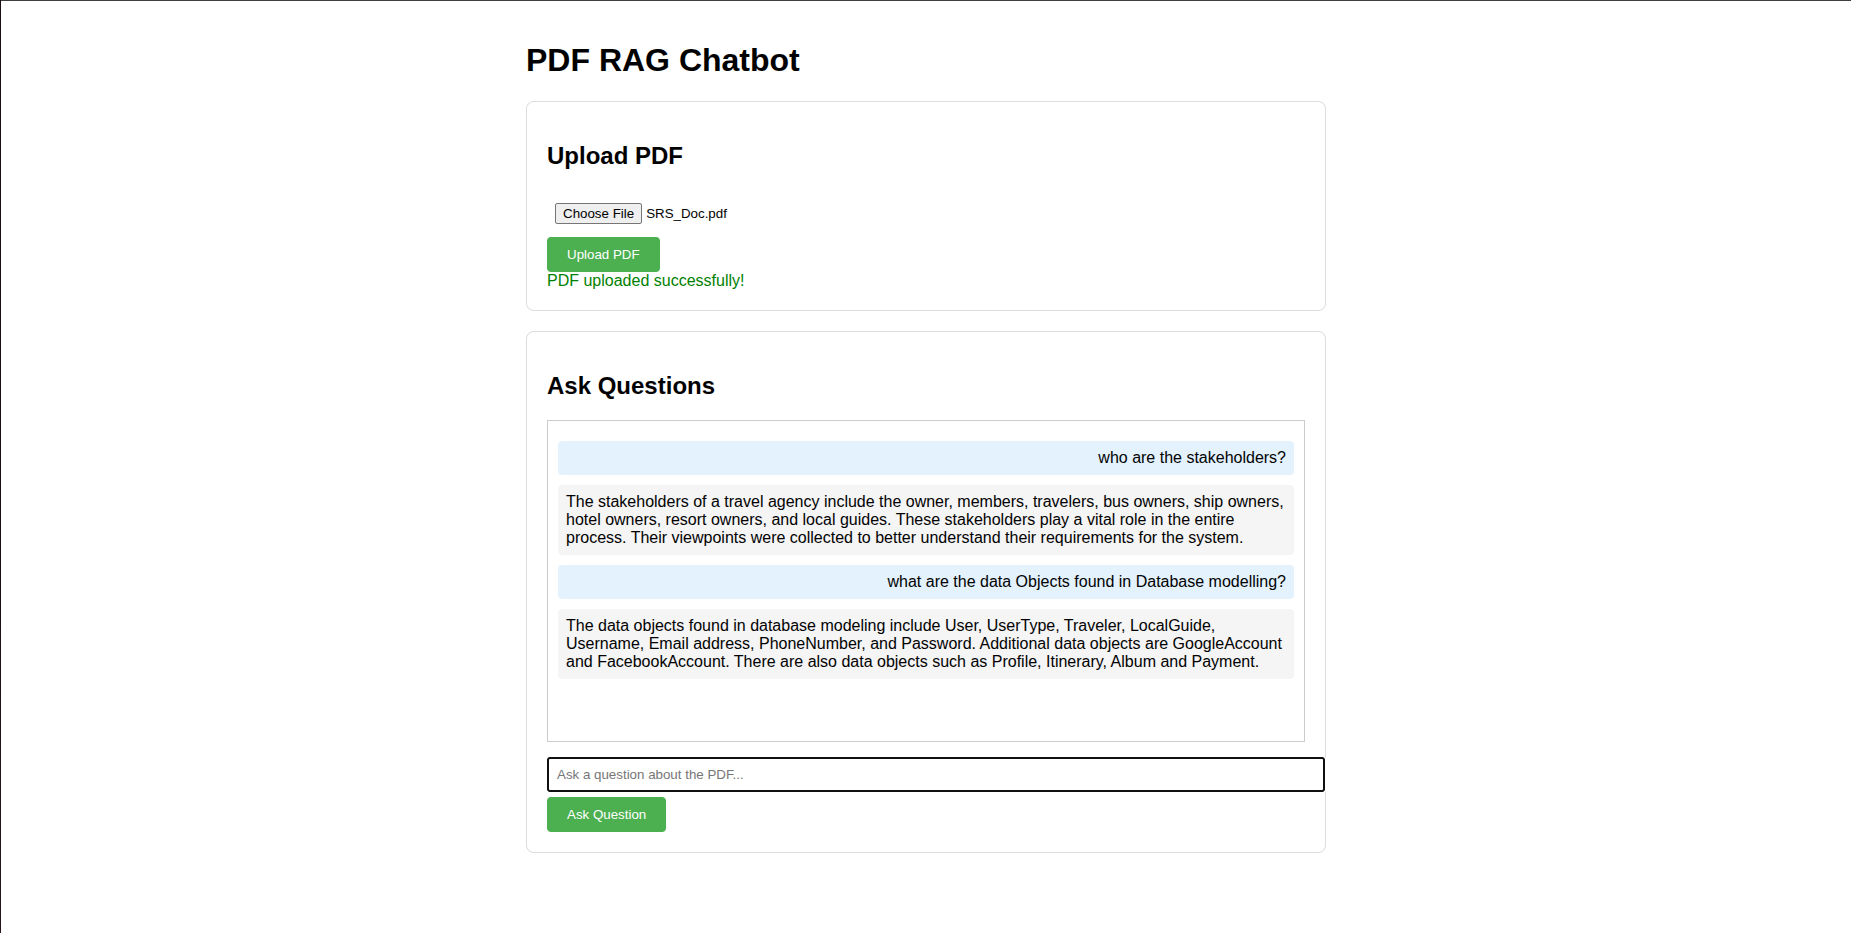 PDF RAG Chatbot
Upload PDF
Choose File SRS_Doc.pdf
Upload PDF
PDF uploaded successfully!
Ask Questions
who are the stakeholders?
The stakeholders of a travel agency include the owner, members, travelers, bus owners, ship owners,
hotel owners, resort owners, and local guides. These stakeholders play a vital role in the entire
process. Their viewpoints were collected to better understand their requirements for the system.
what are the data Objects found in Database modelling?
The data objects found in database modeling include User, UserType, Traveler, LocalGuide,
Username, Email address, PhoneNumber, and Password. Additional data objects are GoogleAccount
and FacebookAccount. There are also data objects such as Profile, Itinerary, Album and Payment.
Ask a question about the PDF...
Ask Question